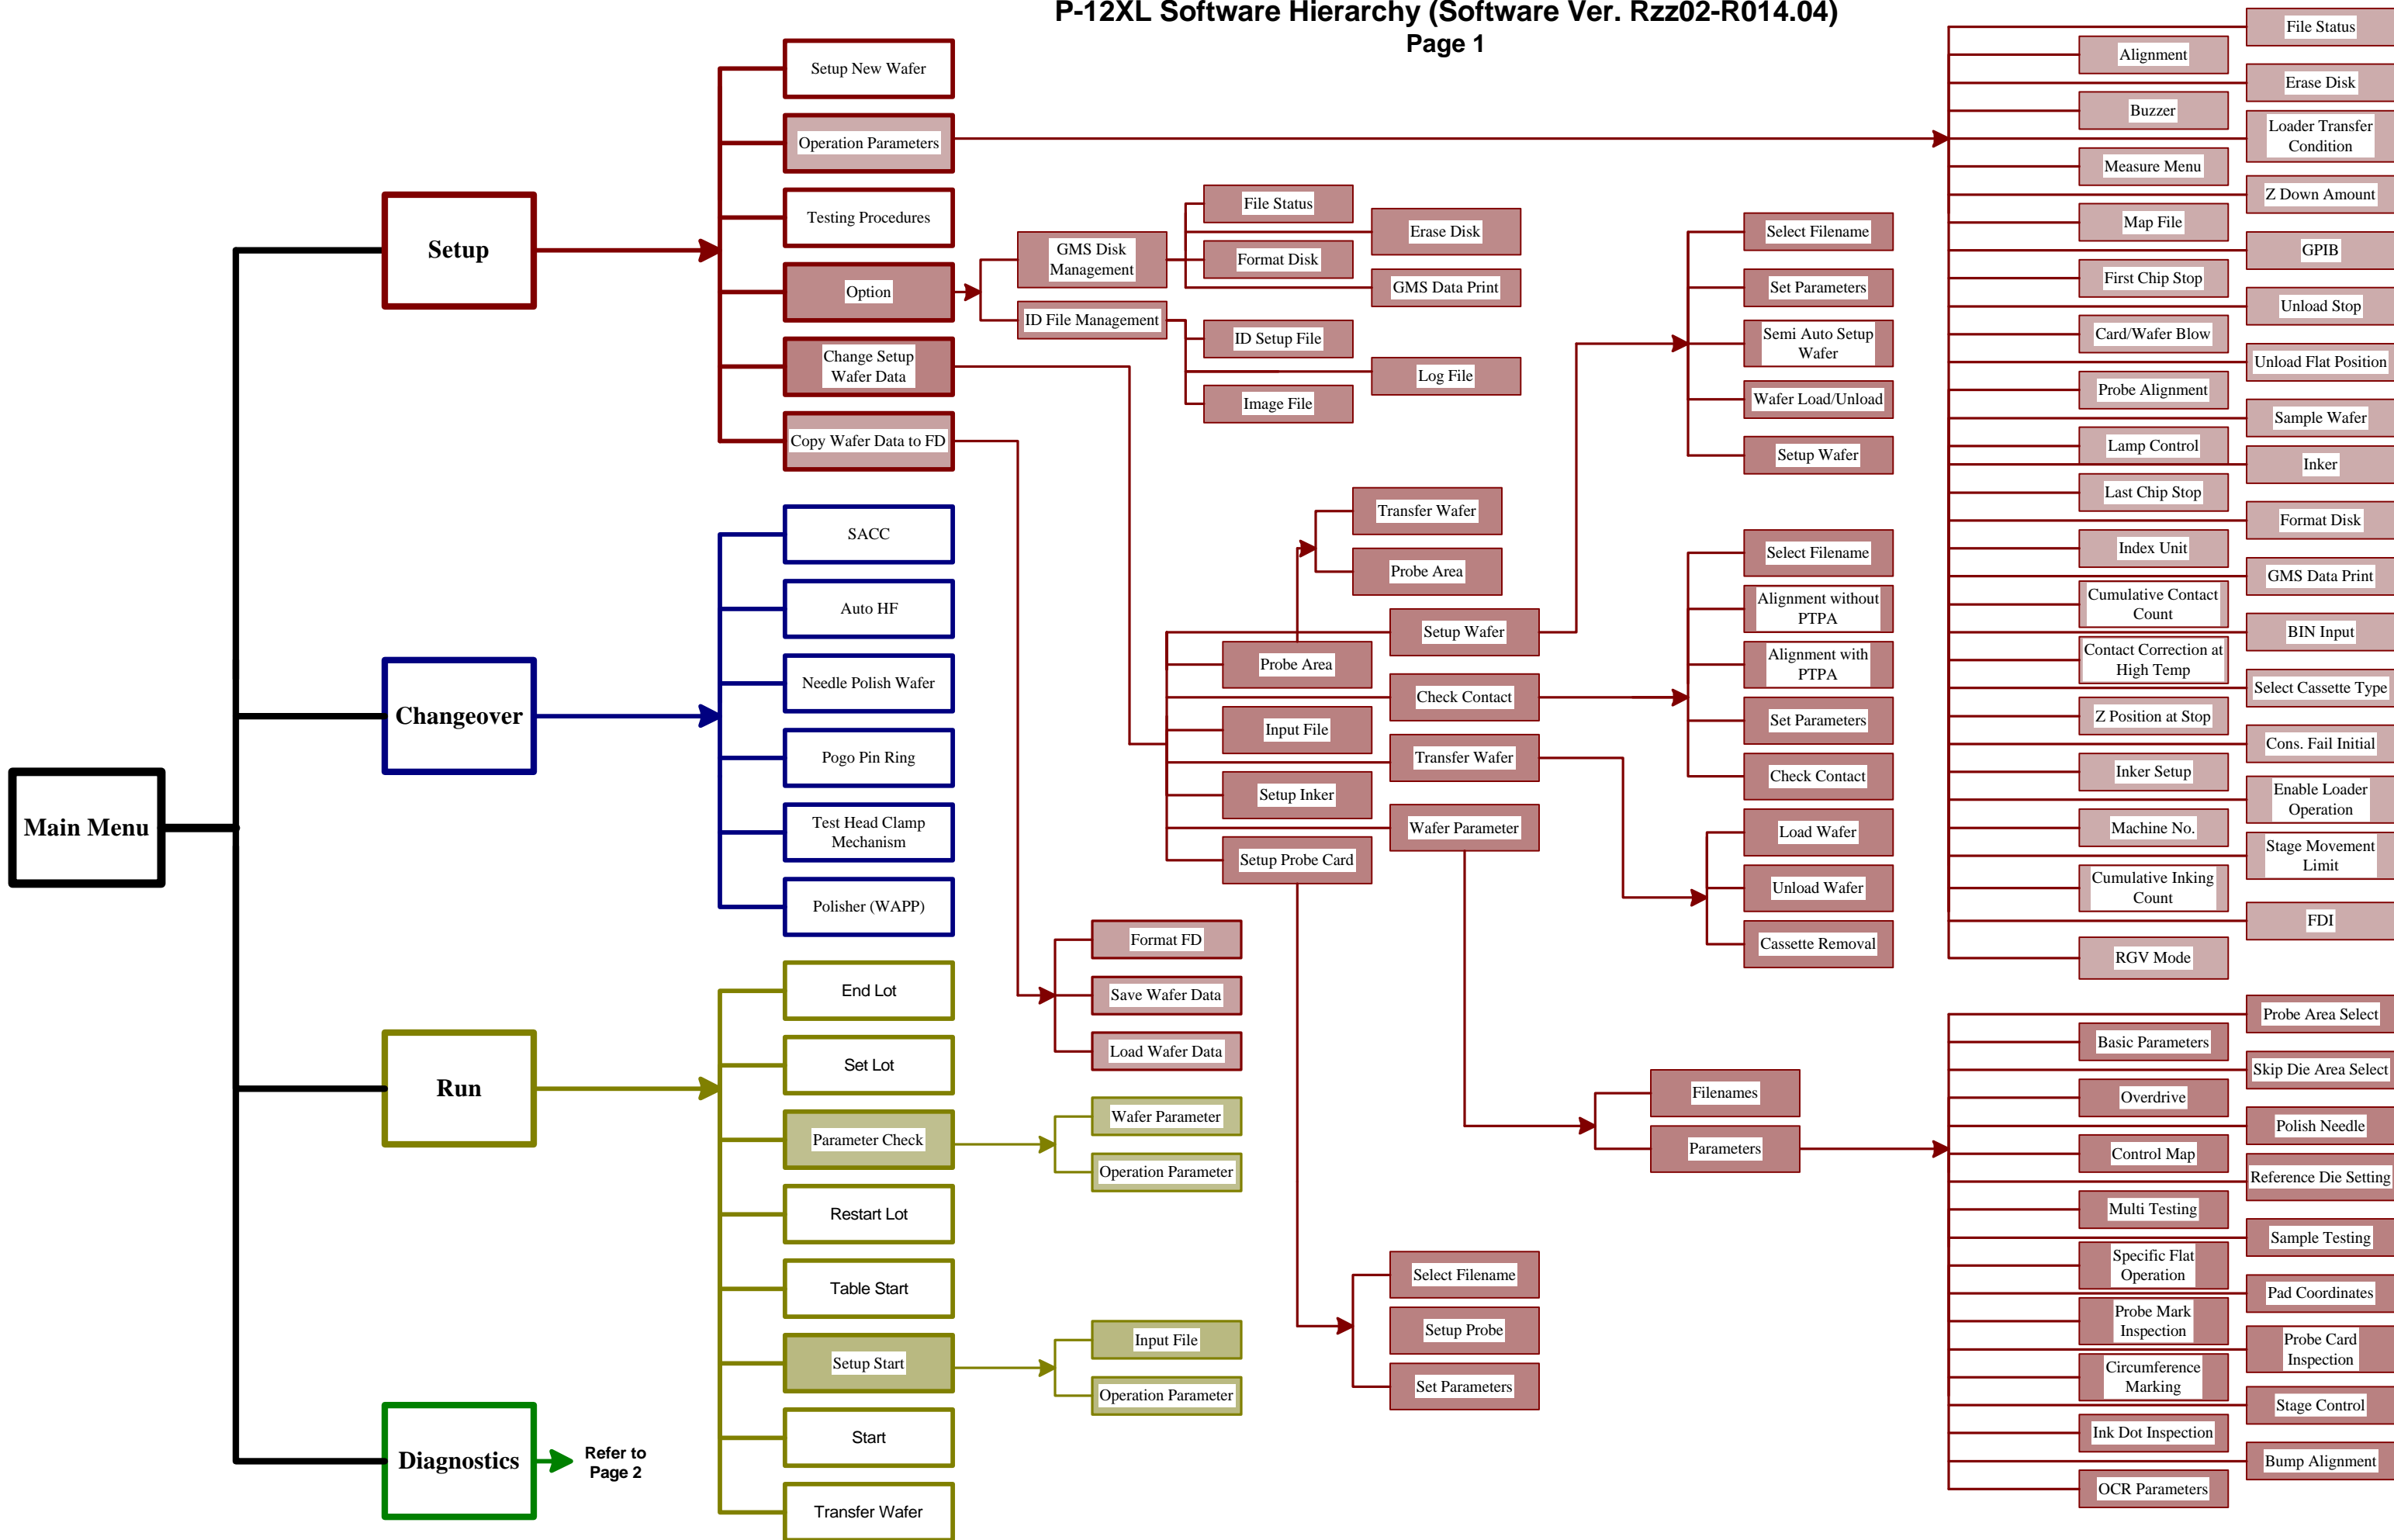 P-12XL Software Hierarchy (Software Ver. Rzz02-R014.04)
Page 1
Main Menu
Setup
Changeover
Run
Diagnostics
Refer to
Page 2
Setup New Wafer
Operation Parameters
Testing Procedures
Option
Change Setup
Wafer Data
Copy Wafer Data to FD
SACC
Auto HF
Needle Polish Wafer
Pogo Pin Ring
Test Head Clamp
Mechanism
Polisher (WAPP)
End Lot
Set Lot
Parameter Check
Restart Lot
Table Start
Setup Start
Start
Transfer Wafer
GMS Disk
Management
ID File Management
File Status
Erase Disk
Format Disk
GMS Data Print
ID Setup File
Log File
Image File
Format FD
Save Wafer Data
Load Wafer Data
Wafer Parameter
Operation Parameter
Input File
Operation Parameter
Transfer Wafer
Probe Area
Setup Wafer
Probe Area
Check Contact
Input File
Transfer Wafer
Setup Inker
Wafer Parameter
Setup Probe Card
Select Filename
Setup Probe
Set Parameters
Select Filename
Set Parameters
Semi Auto Setup
Wafer
Wafer Load/Unload
Setup Wafer
Select Filename
Alignment without
PTPA
Alignment with
PTPA
Set Parameters
Check Contact
Load Wafer
Unload Wafer
Cassette Removal
Filenames
Parameters
File Status
Alignment
Erase Disk
Buzzer
Loader Transfer
Condition
Measure Menu
Z Down Amount
Map File
GPIB
First Chip Stop
Unload Stop
Card/Wafer Blow
Unload Flat Position
Probe Alignment
Sample Wafer
Lamp Control
Inker
Last Chip Stop
Format Disk
Index Unit
GMS Data Print
Cumulative Contact
Count
BIN Input
Contact Correction at
High Temp
Select Cassette Type
Z Position at Stop
Cons. Fail Initial
Inker Setup
Enable Loader
Operation
Machine No.
Stage Movement
Limit
Cumulative Inking
Count
FDI
RGV Mode
Probe Area Select
Basic Parameters
Skip Die Area Select
Overdrive
Polish Needle
Control Map
Reference Die Setting
Multi Testing
Sample Testing
Specific Flat
Operation
Pad Coordinates
Probe Mark
Inspection
Probe Card
Inspection
Circumference
Marking
Stage Control
Ink Dot Inspection
Bump Alignment
OCR Parameters